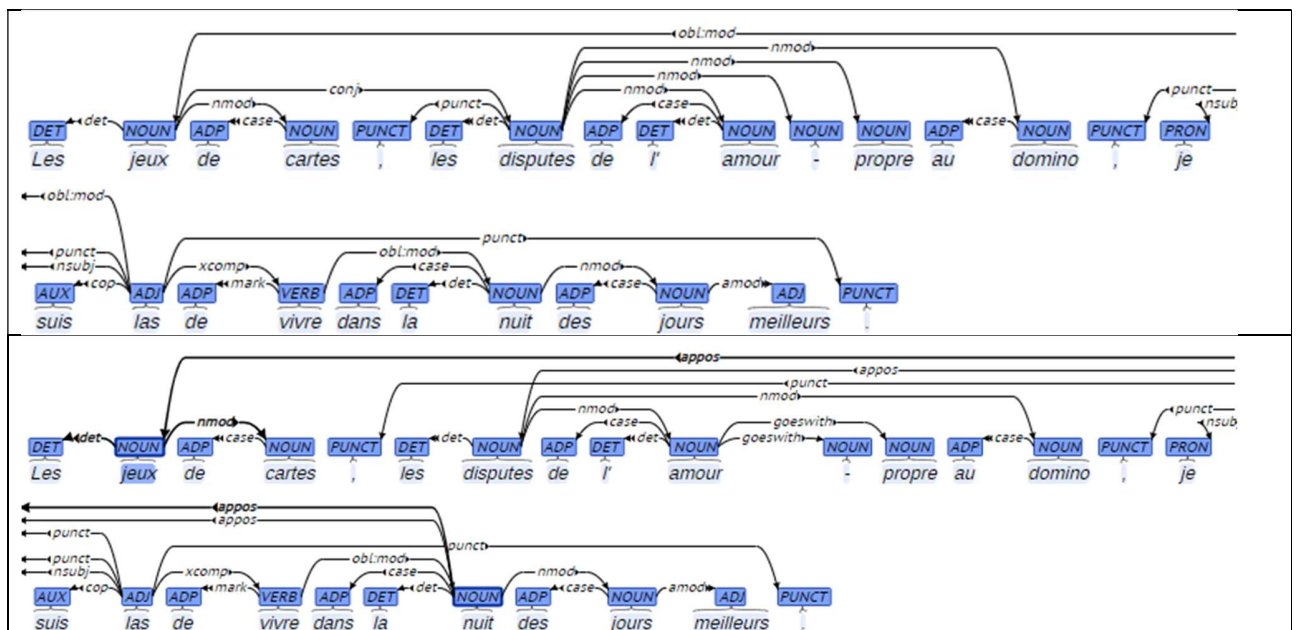 obl:mod
nmod
nmod
nmod
conj nmod punct
nmod punct case nsub
det case det det case
DET NOUN ADP NOUN PUNCT DET NOUN ADP DET NOUN NOUN NOUN ADP NOUN PUNCT PRON
Les jeux de cartes , les disputes de l' amour - propre au domino , je
obl:mod
punct
punct obl:mod
nsubj xcomp case nmod
cop mark det case amod
AUX ADJ ADP VERB ADP DET NOUN ADP NOUN ADJ PUNCT
suis las de vivre dans la nuit des jours meilleurs .
appos
appos
punct
nmod
nmod punct
nmod case goeswith nsub
det case det det goeswith case
DET NOUN ADP NOUN PUNCT DET NOUN ADP DET NOUN NOUN NOUN ADP NOUN PUNCT PRON
Les jeux de cartes , les disputes de l' amour - propre au domino , je
appos
appos
punct
punct
punct obl:mod
nsubj xcomp case nmod
cop mark det case amod
AUX ADJ ADP VERB ADP DET NOUN ADP NOUN ADJ PUNCT
suis las de vivre dans la nuit des jours meilleurs .